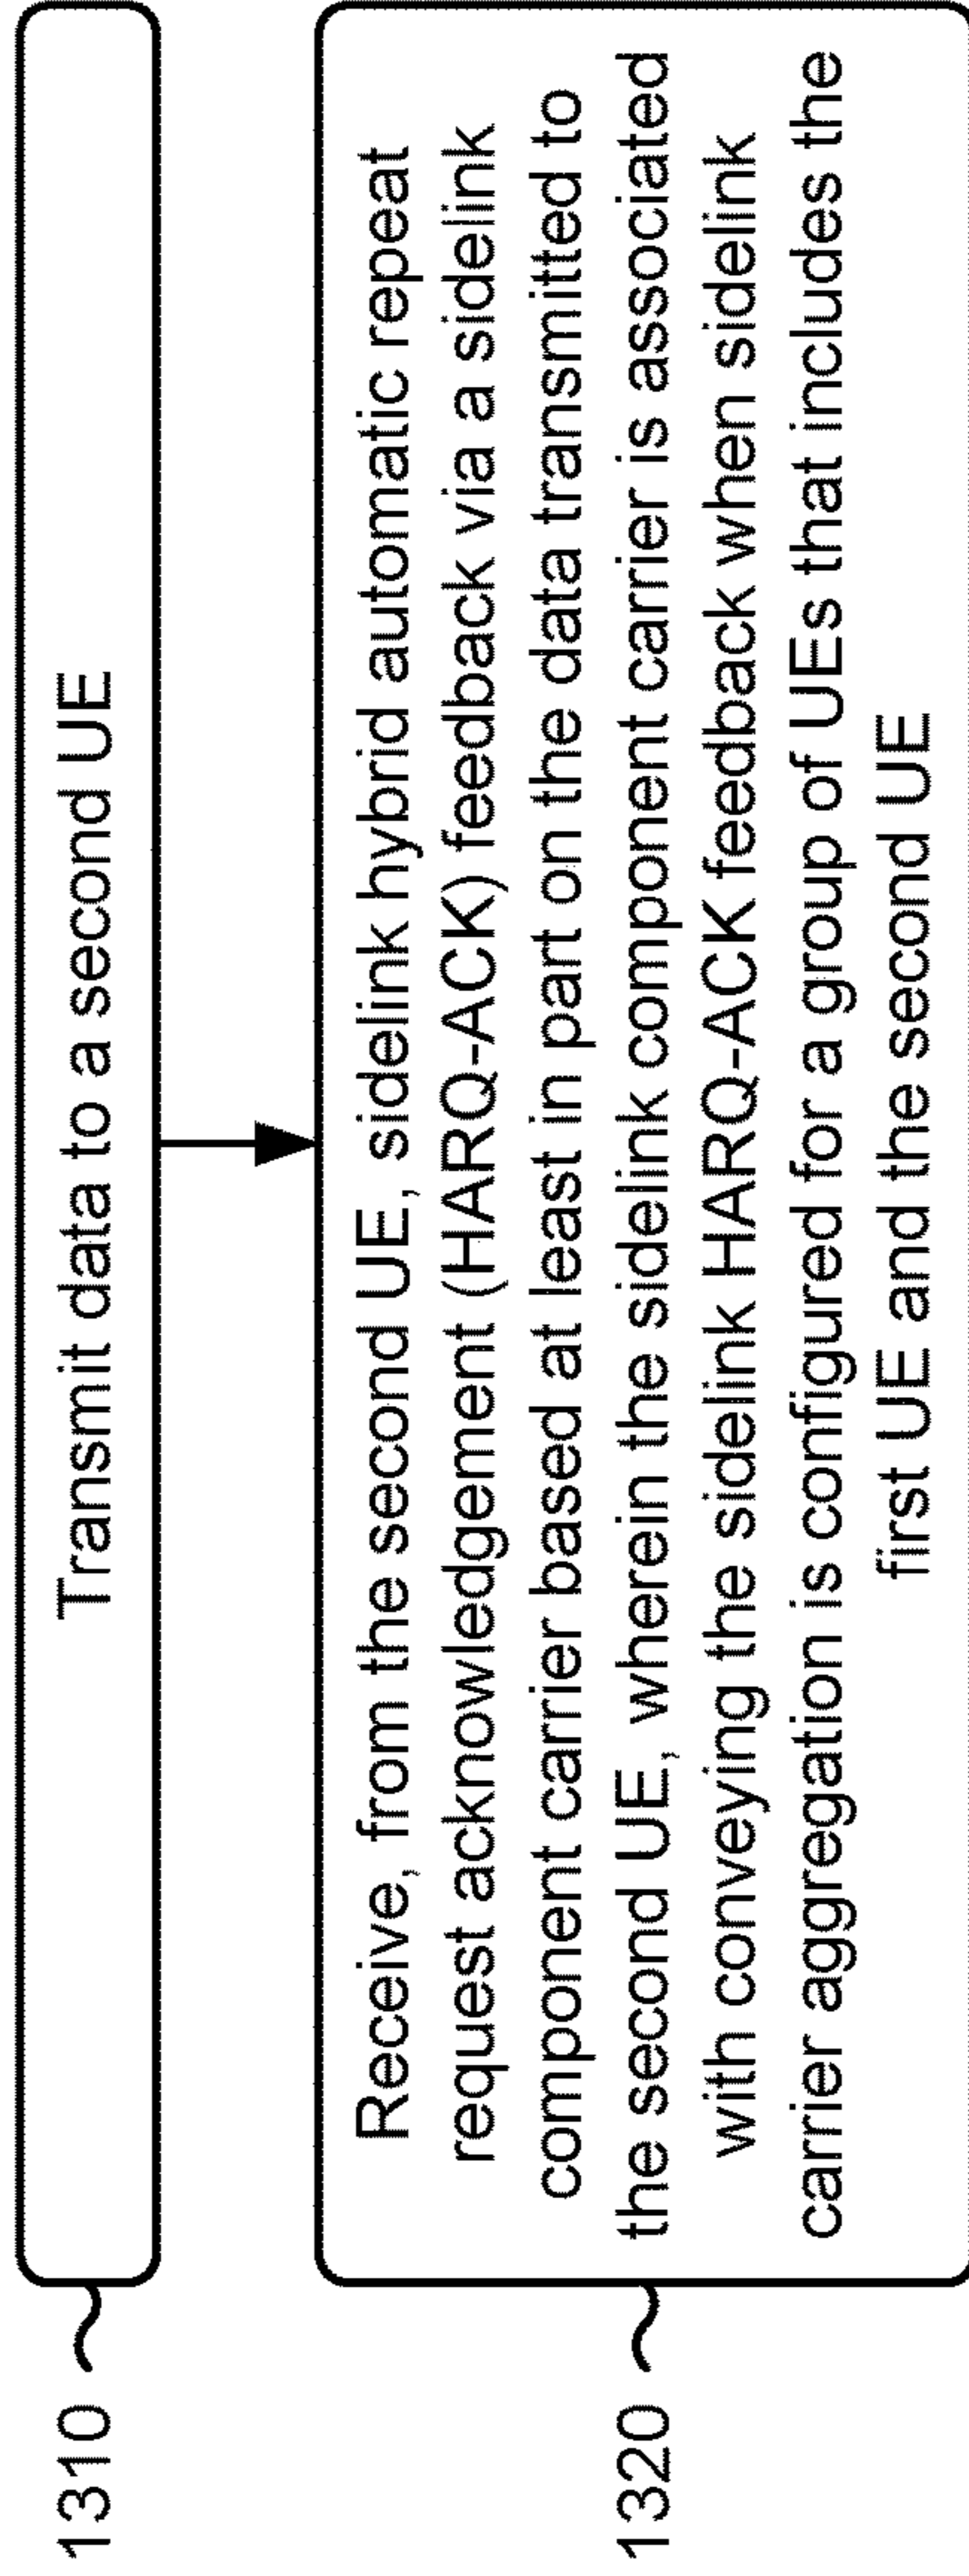 1310
Transmit data to a second UE
1320
Receive, from the second UE, sidelink hybrid automatic repeat
request acknowledgement (HARQ-ACK) feedback via a sidelink
component carrier based at least in part on the data transmitted to
the second UE, wherein the sidelink component carrier is associated
with conveying the sidelink HARQ-ACK feedback when sidelink
carrier aggregation is configured for a group of UEs that includes the
first UE and the second UE